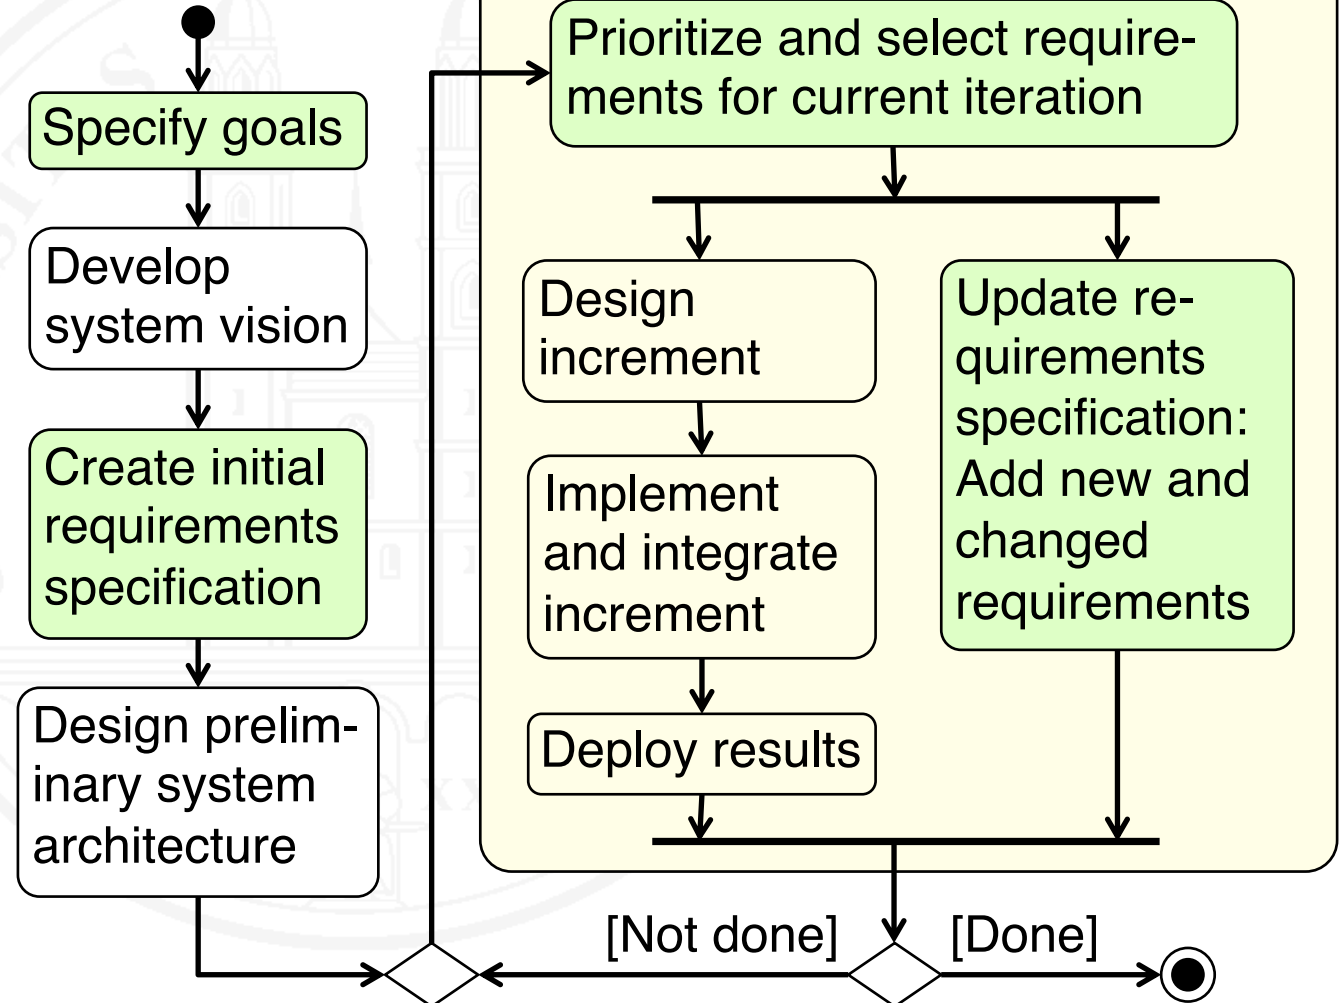 Specify goals
Develop
system vision
Create initial
requirements
specification
Design prelim-
inary system
architecture
Prioritize and select require-
ments for current iteration
Design
increment
Implement
and integrate
increment
Deploy results
Update re-
quirements
specification:
Add new and
changed
requirements
[Not done]
[Done]